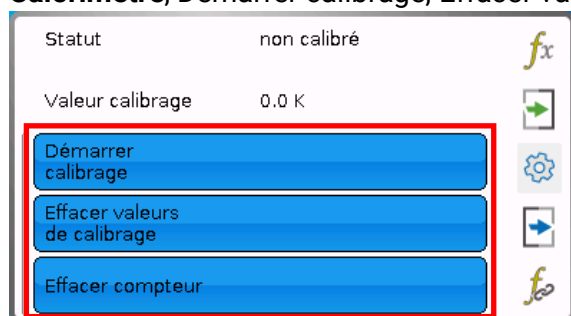 Statut non calibré
Valeur calibrage 0.0 K
Démarrer
calibrage
Effacer valeurs
de calibrage
Effacer compteur